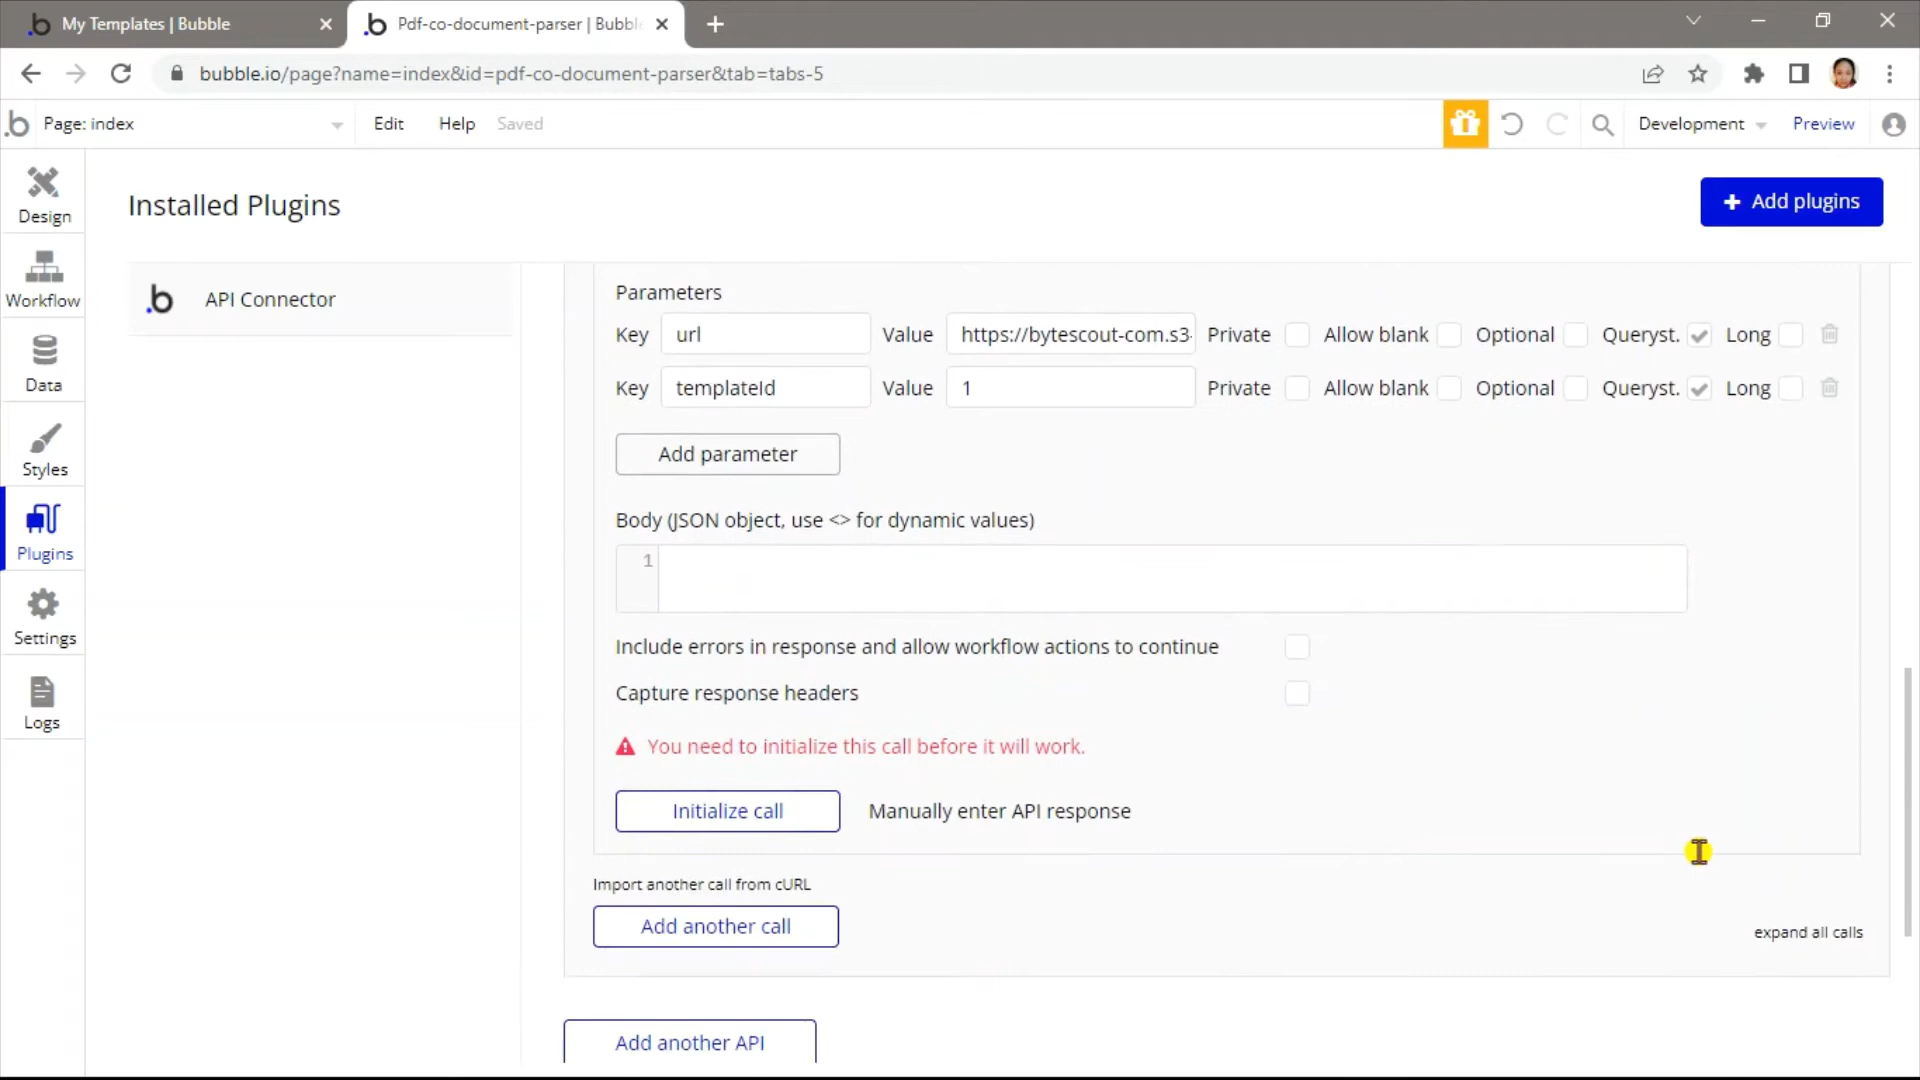 My Templates | Bubble
Pdf-co-document-parser | Bubbl
bubble.io/page?name=index&id=pdf-co-document-parser&tab=tabs-5
Page: index
Edit
Help
Saved
Development
Preview
Design
Workflow
Data
Styles
Plugins
Settings
Logs
Installed Plugins
Add plugins
API Connector
Parameters
Key url Value https://bytescout-com.s3- Private Allow blank Optional Queryst. Long
Key templateId Value 1 Private Allow blank Optional Queryst. Long
Add parameter
Body (JSON object, use <> for dynamic values)
1
Include errors in response and allow workflow actions to continue
Capture response headers
You need to initialize this call before it will work.
Initialize call Manually enter API response
Import another call from cURL
Add another call
expand all calls
Add another API